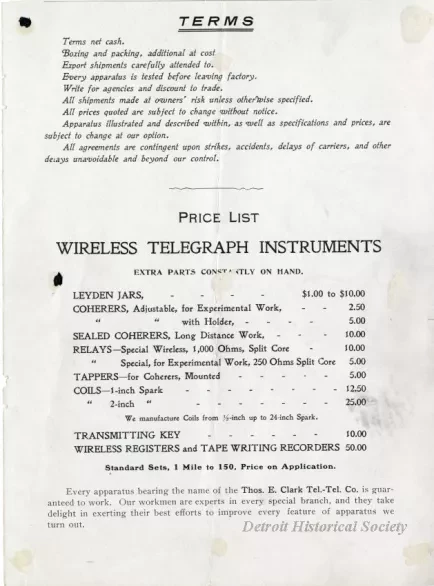 TERMS
Terms net cash.
Boxing and packing, additional at cost
Export shipments carefully attended to.
Every apparatus is tested before leaving factory.
Write for agencies and discount to trade.
All shipments made at owners' risk unless otherwise specified.
All prices quoted are subject to change without notice.
Apparatus illustrated and described within, as well as specifications and prices, are
subject to change at our option.
All agreements are contingent upon strikes, accidents, delays of carriers, and other
delays unavoidable and beyond our control.
PRICE LIST
WIRELESS TELEGRAPH INSTRUMENTS
EXTRA PARTS CONSTANTLY ON HAND.
LEYDEN JARS, - - - - $1.00 to $10.00
COHERERS, Adjustable, for Experimental Work, - - 2.50
" " with Holder, - - - - 5.00
SEALED COHERERS, Long Distance Work, - - 10.00
RELAYS—Special Wireless, 1,000 Ohms, Split Core - 10.00
" Special, for Experimental Work, 250 Ohms Split Core 5.00
TAPPERS—for Coherers, Mounted - - - - - 5.00
COILS—1-inch Spark - - - - - - - - 12.50
" 2-inch " - - - - - - - - 25.00
We manufacture Coils from ½-inch up to 24-inch Spark.
TRANSMITTING KEY - - - - - - 10.00
WIRELESS REGISTERS and TAPE WRITING RECORDERS 50.00
Standard Sets, 1 Mile to 150, Price on Application.
Every apparatus bearing the name of the Thos. E. Clark Tel.-Tel. Co. is guar-
anteed to work. Our workmen are experts in every special branch, and they take
delight in exerting their best efforts to improve every feature of apparatus we
turn out.
Detroit Historical Society